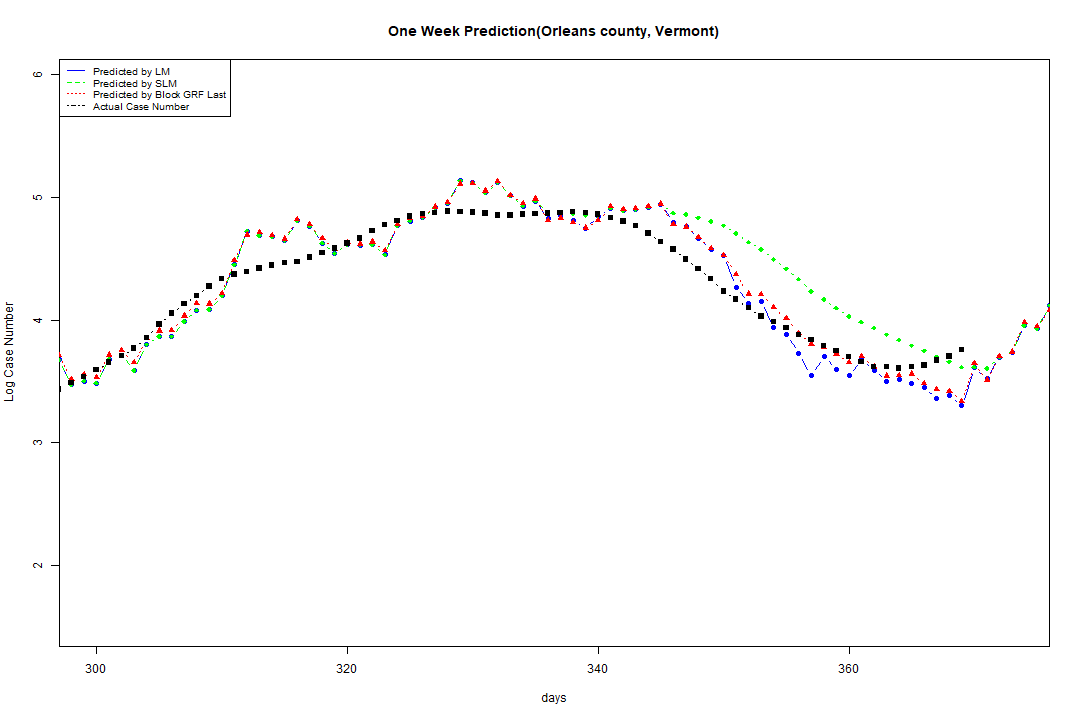 One Week Prediction(Orleans county, Vermont)
Predicted by LM
Predicted by SLM
Predicted by Block GRF Last
Actual Case Number
6
5
4
3
2
Log Case Number
300 320 340 360
days